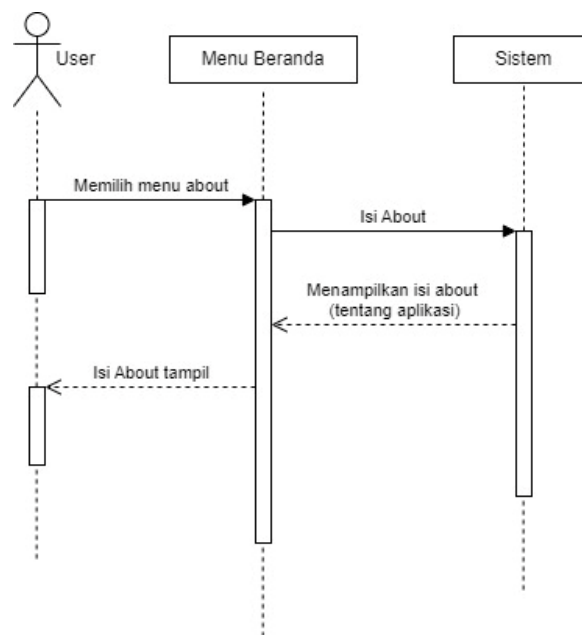 User
Menu Beranda
Sistem
Memilih menu about
Isi About
Menampilkan isi about
(tentang aplikasi)
Isi About tampil